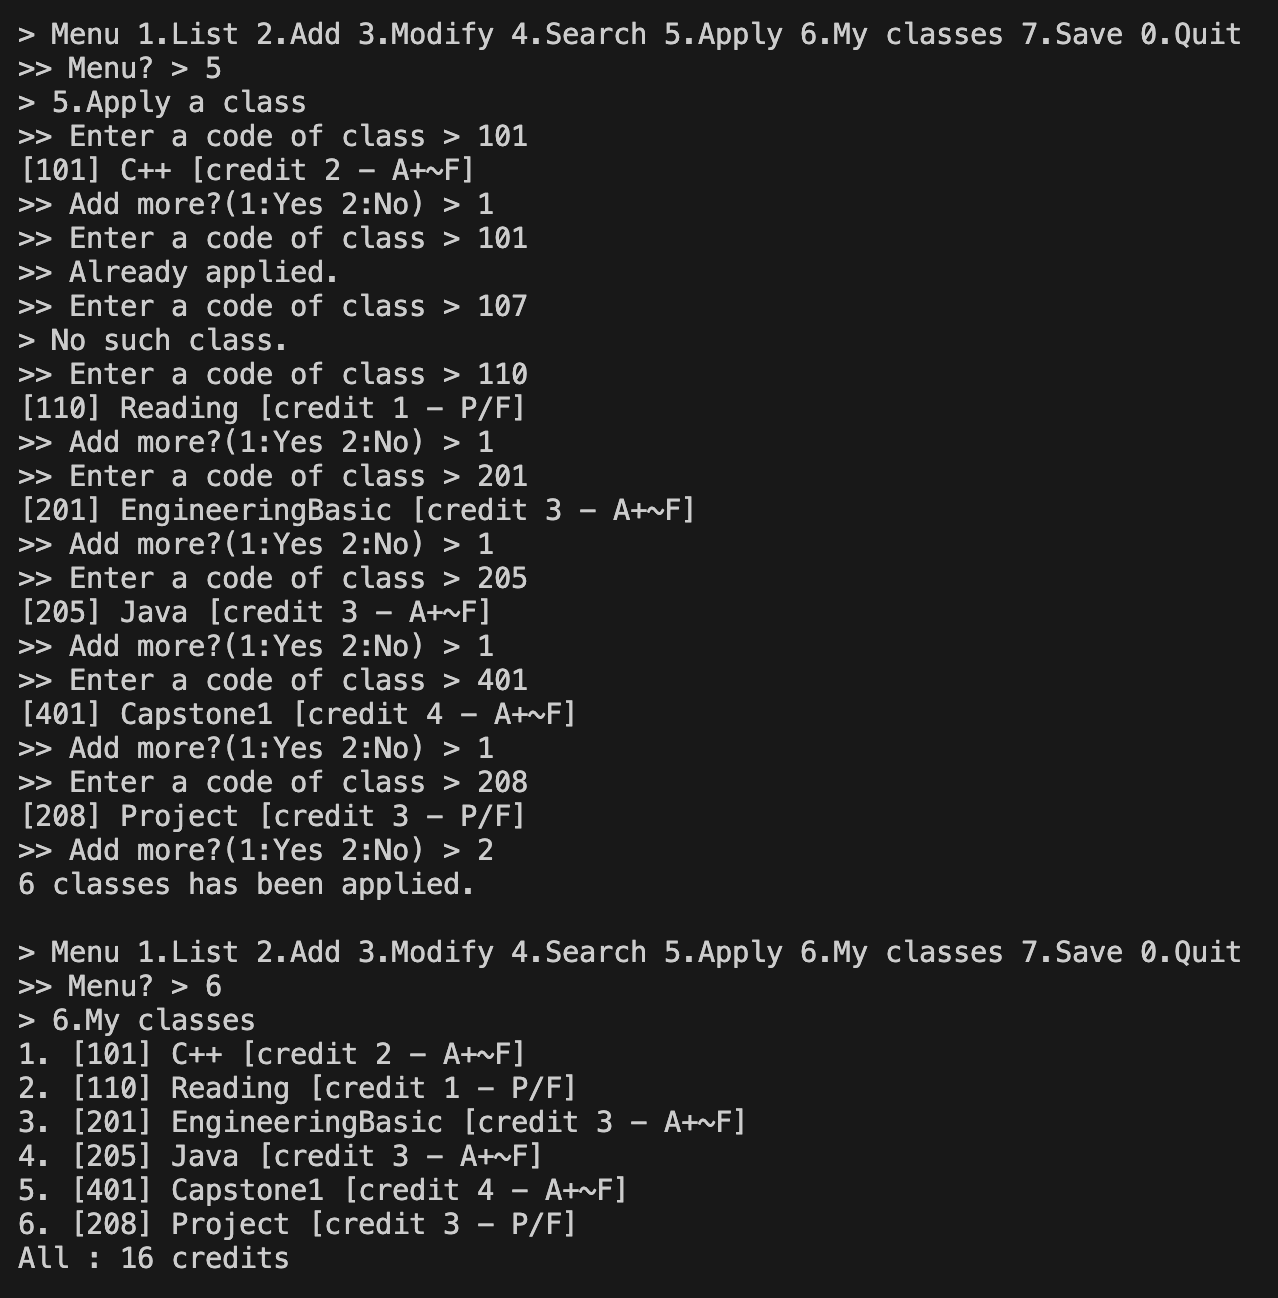 > Menu 1.List 2.Add 3.Modify 4.Search 5.Apply 6.My classes 7.Save 0.Quit
>> Menu? > 5
> 5.Apply a class
>> Enter a code of class > 101
[101] C++ [credit 2 - A+~F]
>> Add more?(1:Yes 2:No) > 1
>> Enter a code of class > 101
>> Already applied.
>> Enter a code of class > 107
> No such class.
>> Enter a code of class > 110
[110] Reading [credit 1 - P/F]
>> Add more?(1:Yes 2:No) > 1
>> Enter a code of class > 201
[201] EngineeringBasic [credit 3 - A+~F]
>> Add more?(1:Yes 2:No) > 1
>> Enter a code of class > 205
[205] Java [credit 3 - A+~F]
>> Add more?(1:Yes 2:No) > 1
>> Enter a code of class > 401
[401] Capstone1 [credit 4 - A+~F]
>> Add more?(1:Yes 2:No) > 1
>> Enter a code of class > 208
[208] Project [credit 3 - P/F]
>> Add more?(1:Yes 2:No) > 2
6 classes has been applied.

> Menu 1.List 2.Add 3.Modify 4.Search 5.Apply 6.My classes 7.Save 0.Quit
>> Menu? > 6
> 6.My classes
1. [101] C++ [credit 2 - A+~F]
2. [110] Reading [credit 1 - P/F]
3. [201] EngineeringBasic [credit 3 - A+~F]
4. [205] Java [credit 3 - A+~F]
5. [401] Capstone1 [credit 4 - A+~F]
6. [208] Project [credit 3 - P/F]
All : 16 credits